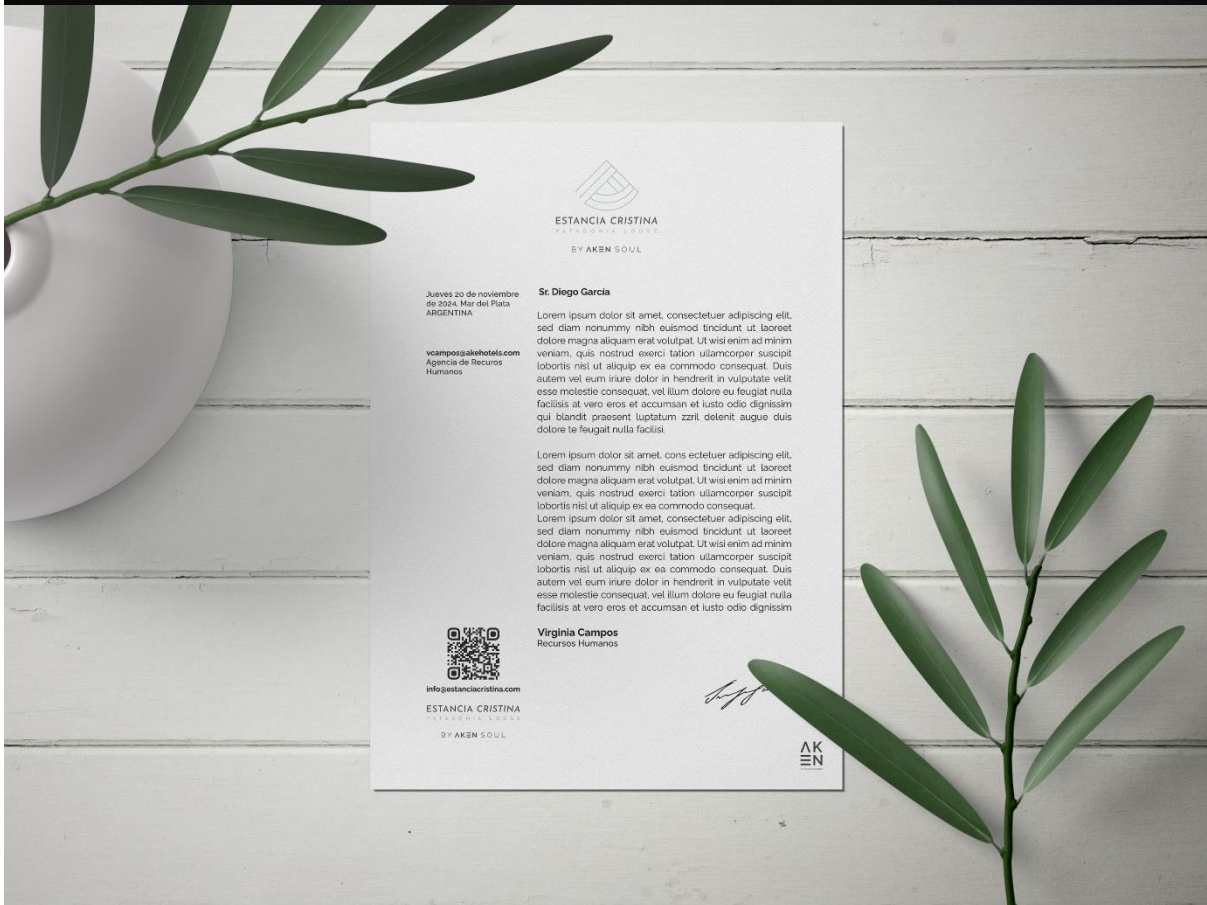 ESTANCIA CRISTINA
PATAGONIA LODGE
BY AKEN SOUL
Jueves 20 de noviembre
de 2024. Mar del Plata
ARGENTINA
vcampos@akehotels.com
Agencia de Recuros
Humanos
Sr. Diego García
Lorem ipsum dolor sit amet, consectetuer adipiscing elit,
sed diam nonummy nibh euismod tincidunt ut laoreet
dolore magna aliquam erat volutpat. Ut wisi enim ad minim
veniam, quis nostrud exerci tation ullamcorper suscipit
lobortis nisl ut aliquip ex ea commodo consequat. Duis
autem vel eum iriure dolor in hendrerit in vulputate velit
esse molestie consequat, vel illum dolore eu feugiat nulla
facilisis at vero eros et accumsan et iusto odio dignissim
qui blandit praesent luptatum zzril delenit augue duis
dolore te feugait nulla facilisi.
Lorem ipsum dolor sit amet, cons ectetuer adipiscing elit,
sed diam nonummy nibh euismod tincidunt ut laoreet
dolore magna aliquam erat volutpat. Ut wisi enim ad minim
veniam, quis nostrud exerci tation ullamcorper suscipit
lobortis nisl ut aliquip ex ea commodo consequat.
Lorem ipsum dolor sit amet, consectetuer adipiscing elit,
sed diam nonummy nibh euismod tincidunt ut laoreet
dolore magna aliquam erat volutpat. Ut wisi enim ad minim
veniam, quis nostrud exerci tation ullamcorper suscipit
lobortis nisl ut aliquip ex ea commodo consequat. Duis
autem vel eum iriure dolor in hendrerit in vulputate velit
esse molestie consequat, vel illum dolore eu feugiat nulla
facilisis at vero eros et accumsan et iusto odio dignissim
Virginia Campos
Recursos Humanos
info@estanciacristina.com
ESTANCIA CRISTINA
PATAGONIA LODGE
BY AKEN SOUL
AK
EN